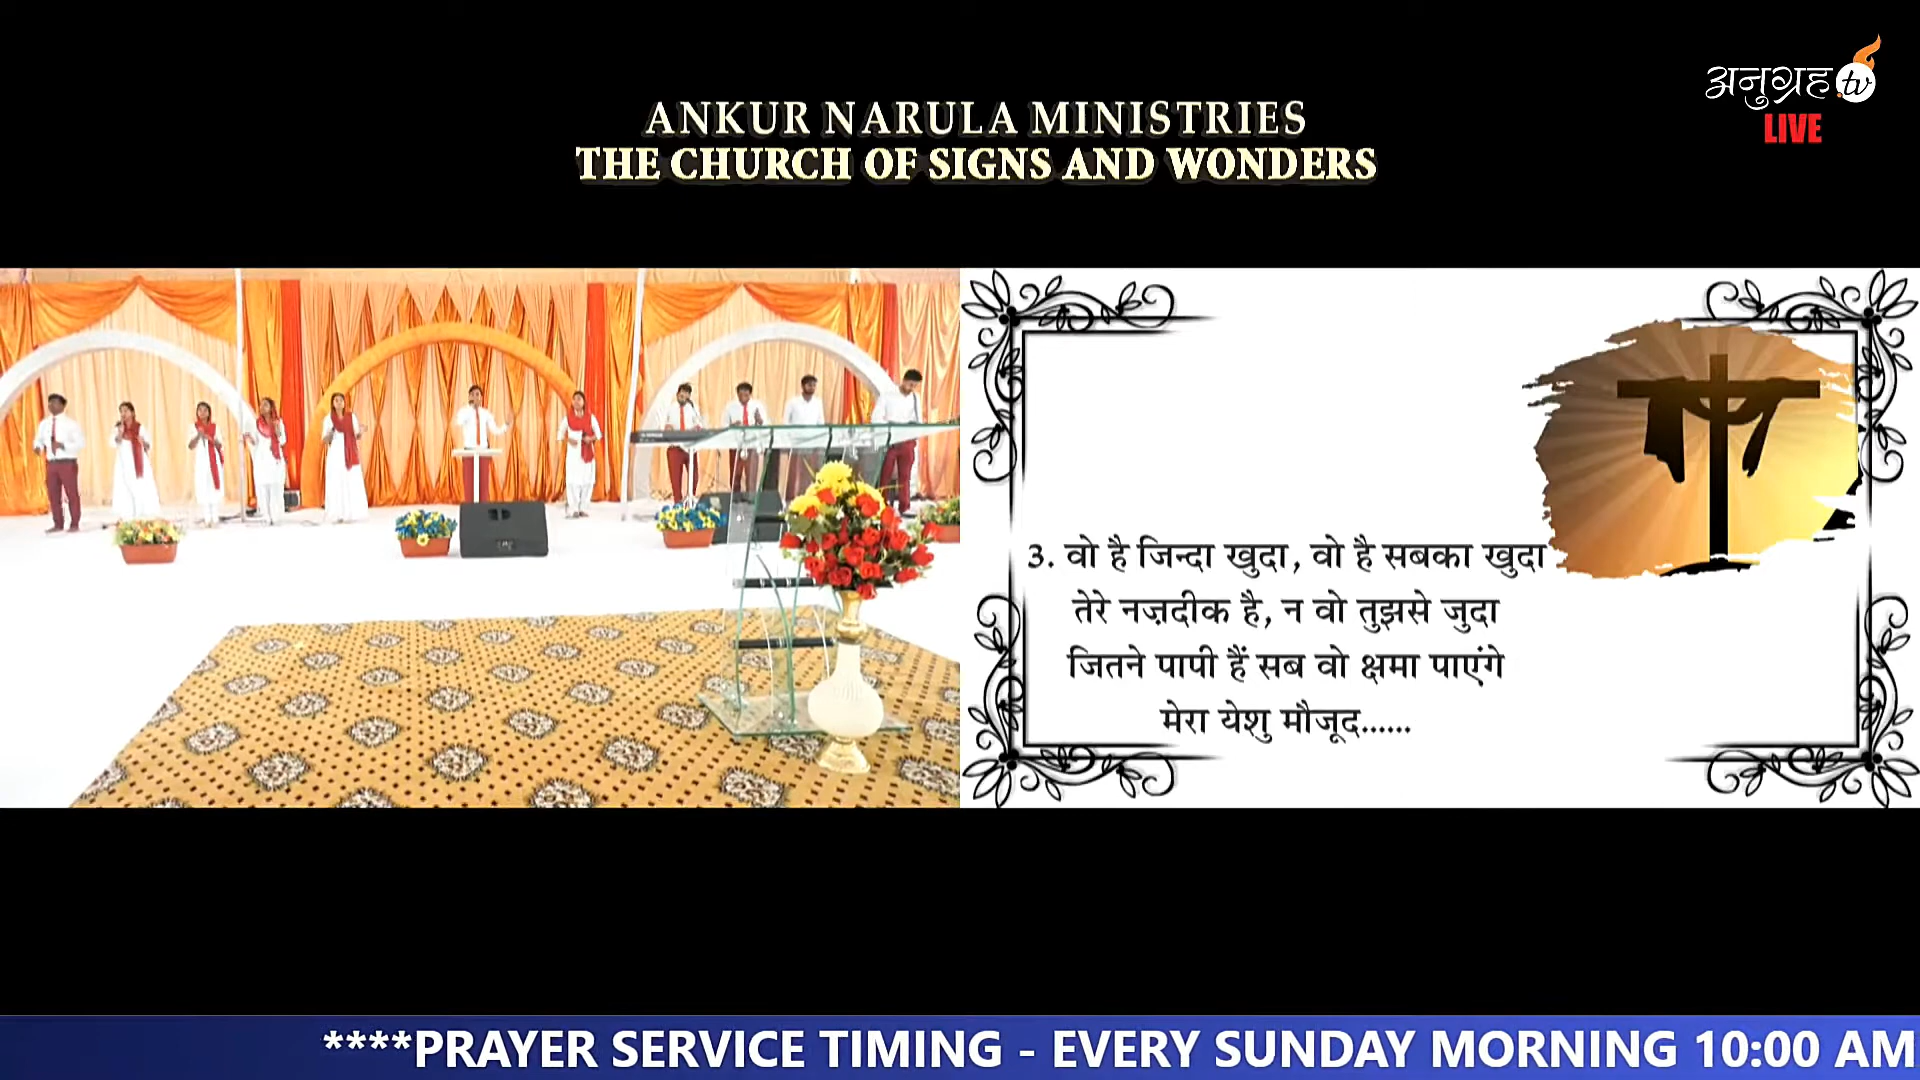 अनुग्रह.tv
LIVE
ANKUR NARULA MINISTRIES
THE CHURCH OF SIGNS AND WONDERS
3. वो है जिन्दा खुदा, वो है सबका खुदा
तेरे नज़दीक है, न वो तुझसे जुदा
जितने पापी हैं सब वो क्षमा पाएंगे
मेरा येशु मौजूद......
****PRAYER SERVICE TIMING - EVERY SUNDAY MORNING 10:00 AM